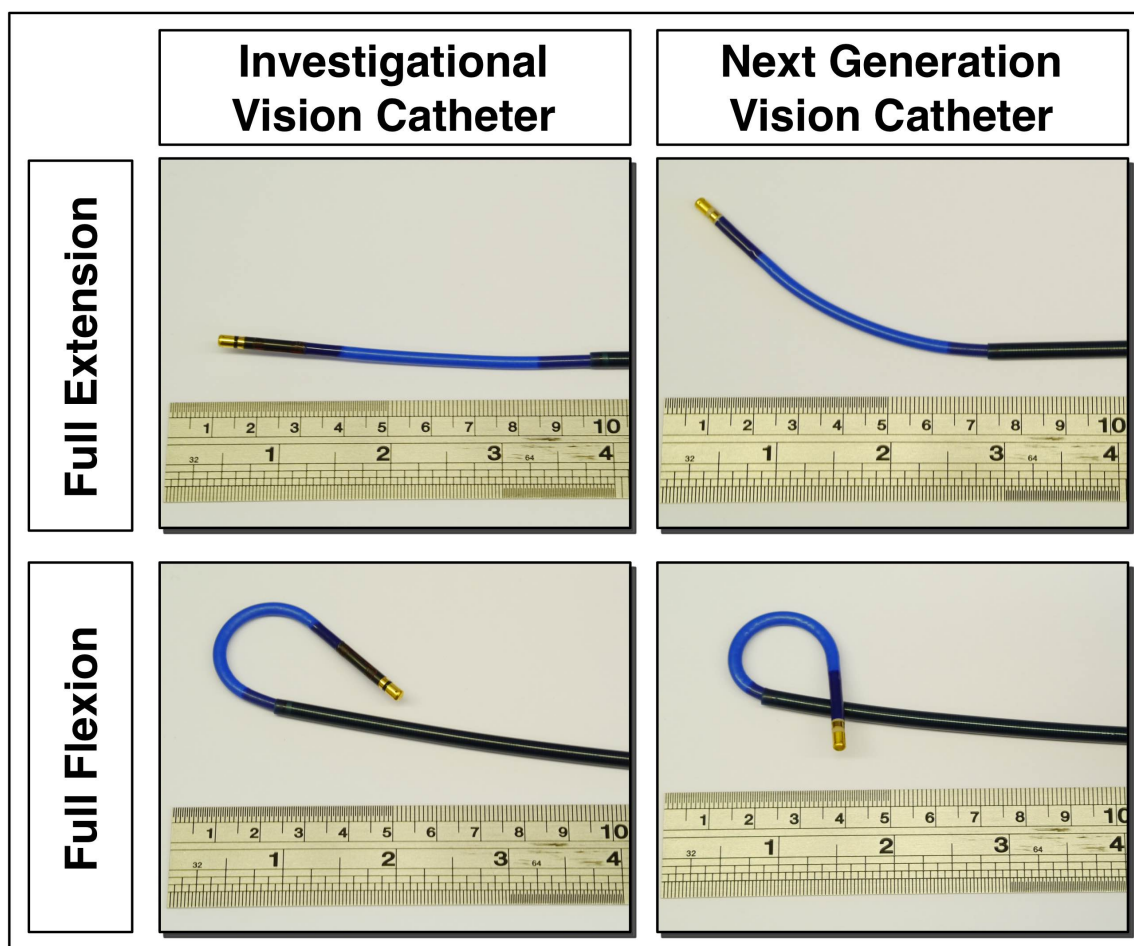 Investigational
Vision Catheter
Next Generation
Vision Catheter
Full Extension
1 2 3 4 5 6 7 8 9 10
32 1 2 3 64 4
1 2 3 4 5 6 7 8 9 10
32 1 2 3 64 4
Full Flexion
1 2 3 4 5 6 7 8 9 10
32 1 2 3 64 4
1 2 3 4 5 6 7 8 9 10
32 1 2 3 64 4